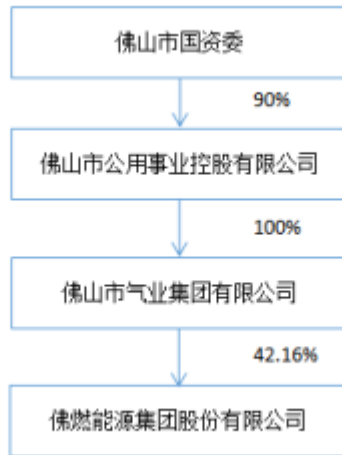 佛山市国资委
90%
佛山市公用事业控股有限公司
100%
佛山市气业集团有限公司
42.16%
佛燃能源集团股份有限公司